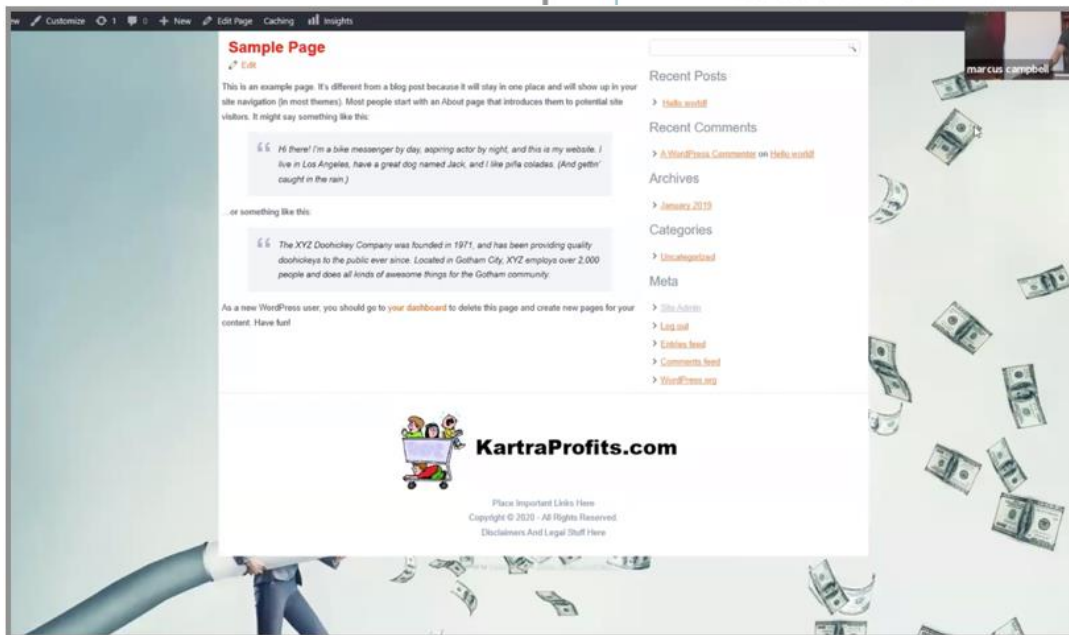 Customize 1 0 New Edit Page Caching Insights
marcus campbell
Sample Page
Edit
This is an example page. It's different from a blog post because it will stay in one place and will show up in your
site navigation (in most themes). Most people start with an About page that introduces them to potential site
visitors. It might say something like this:
Hi there! I'm a bike messenger by day, aspiring actor by night, and this is my website. I
live in Los Angeles, have a great dog named Jack, and I like piña coladas. (And gettin'
caught in the rain.)
...or something like this:
The XYZ Doohickey Company was founded in 1971, and has been providing quality
doohickeys to the public ever since. Located in Gotham City, XYZ employs over 2,000
people and does all kinds of awesome things for the Gotham community.
As a new WordPress user, you should go to your dashboard to delete this page and create new pages for your
content. Have fun!
Recent Posts
Hello world!
Recent Comments
A WordPress Commenter on Hello world!
Archives
January 2019
Categories
Uncategorized
Meta
Site Admin
Log out
Entries feed
Comments feed
WordPress.org
KartraProfits.com
Place Important Links Here
Copyright © 2020 - All Rights Reserved.
Disclaimers And Legal Stuff Here